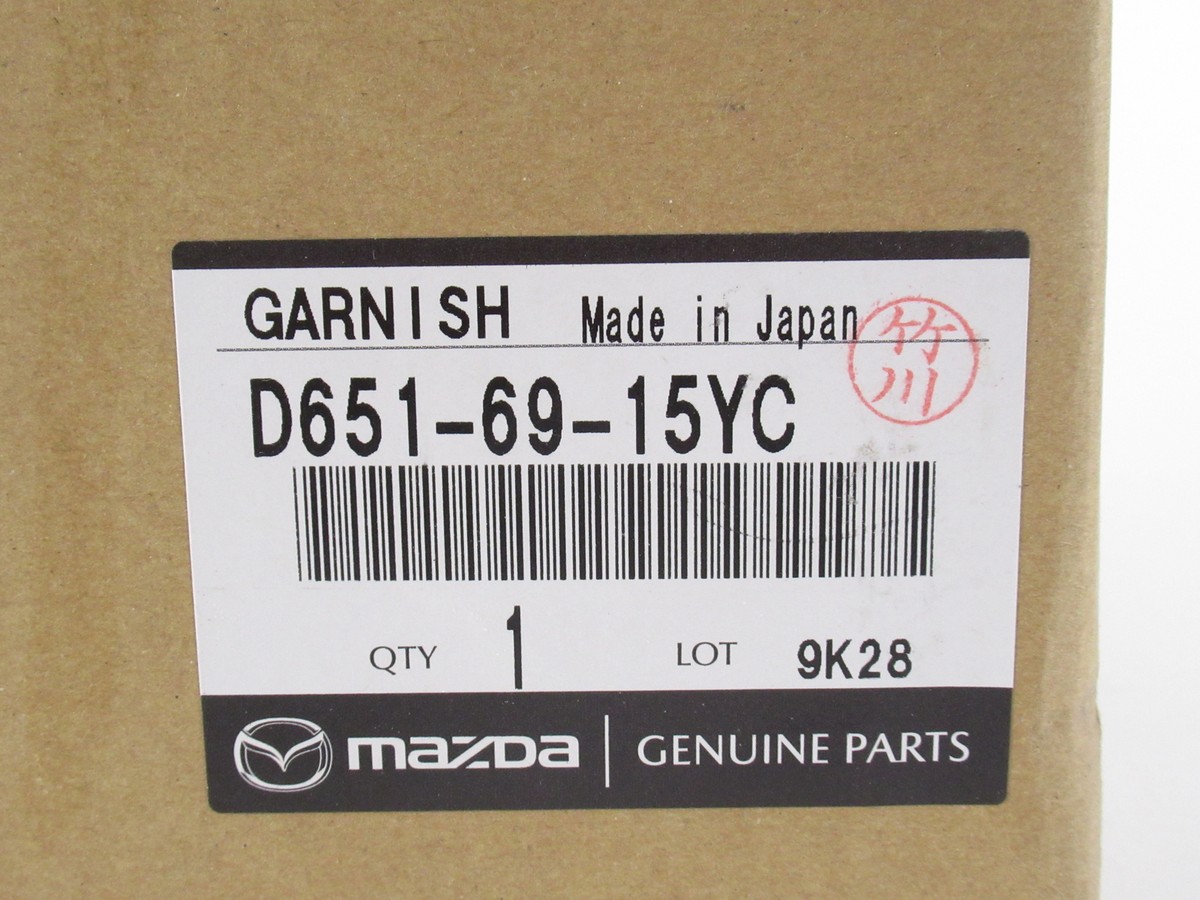 GARNISH Made in Japan
竹川
D651-69-15YC
QTY 1 LOT 9K28
mazda GENUINE PARTS